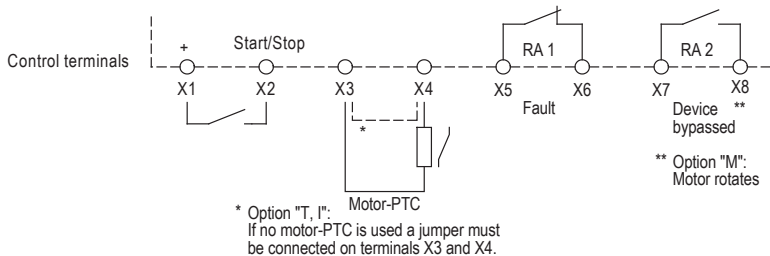 Control terminals
+
Start/Stop
RA 1
RA 2
X1
X2
X3
X4
X5
X6
X7
X8
*
Fault
Device **
bypassed
** Option "M":
Motor rotates
Motor-PTC
* Option "T, I":
If no motor-PTC is used a jumper must
be connected on terminals X3 and X4.